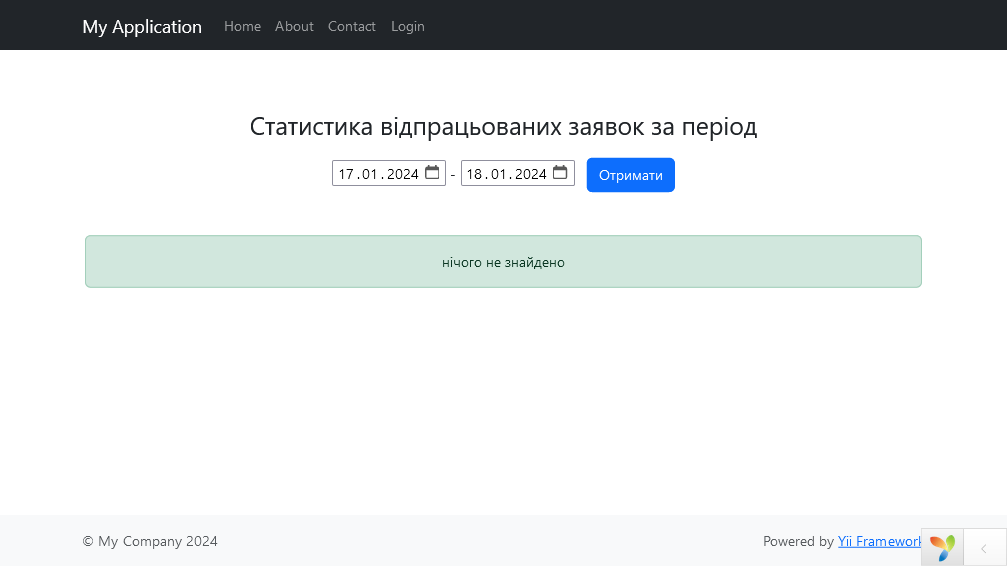 My Application Home About Contact Login
Статистика відпрацьованих заявок за період
17.01.2024 - 18.01.2024 Отримати
нічого не знайдено
© My Company 2024 Powered by Yii Framework